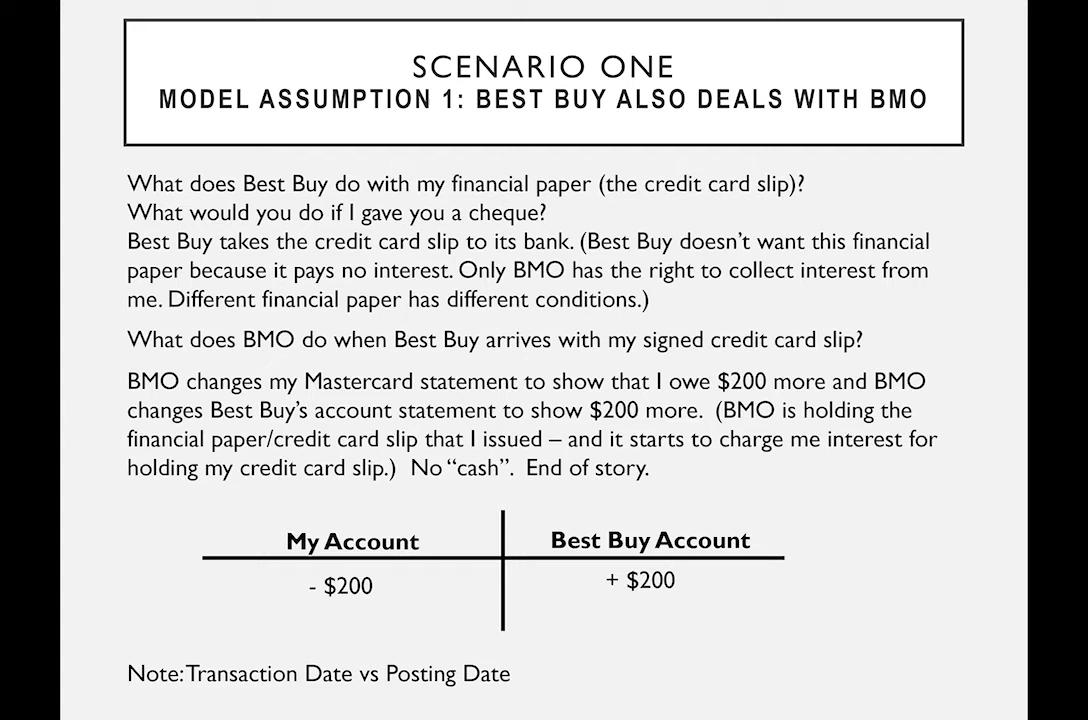 SCENARIO ONE
MODEL ASSUMPTION 1: BEST BUY ALSO DEALS WITH BMO
What does Best Buy do with my financial paper (the credit card slip)?
What would you do if I gave you a cheque?
Best Buy takes the credit card slip to its bank. (Best Buy doesn't want this financial
paper because it pays no interest. Only BMO has the right to collect interest from
me. Different financial paper has different conditions.)
What does BMO do when Best Buy arrives with my signed credit card slip?
BMO changes my Mastercard statement to show that I owe $200 more and BMO
changes Best Buy's account statement to show $200 more. (BMO is holding the
financial paper/credit card slip that I issued – and it starts to charge me interest for
holding my credit card slip.) No "cash". End of story.
My Account Best Buy Account
- $200 + $200
Note: Transaction Date vs Posting Date